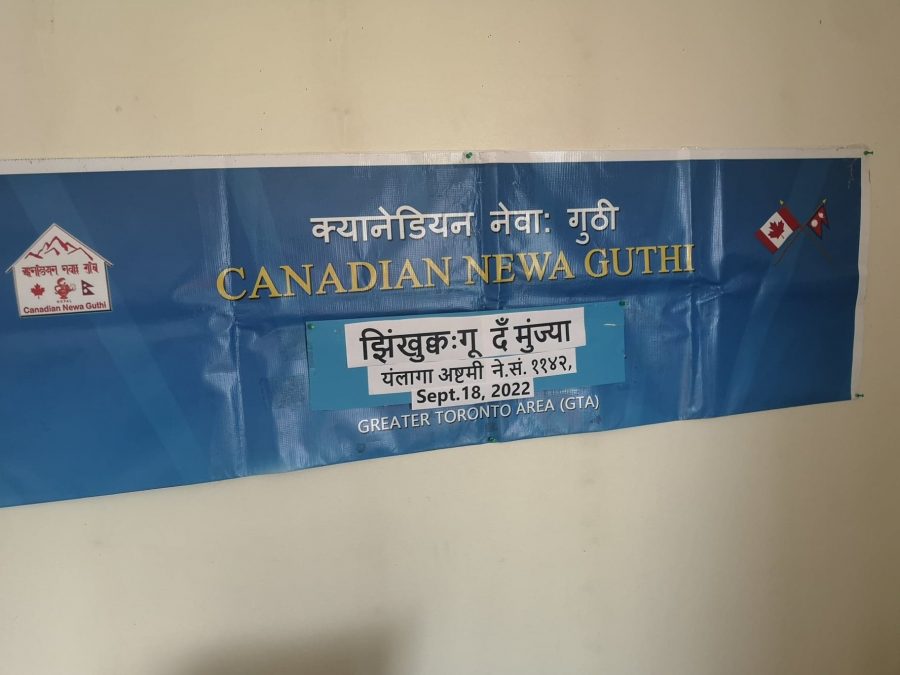 क्यानेडियन नेवाः गुठी
CANADIAN NEWA GUTHI
झिंखुक्वःगू दँ मुंज्या
यंलागा अष्टमी ने.सं. ११४२,
Sept.18, 2022
GREATER TORONTO AREA (GTA)
Canadian Newa Guthi